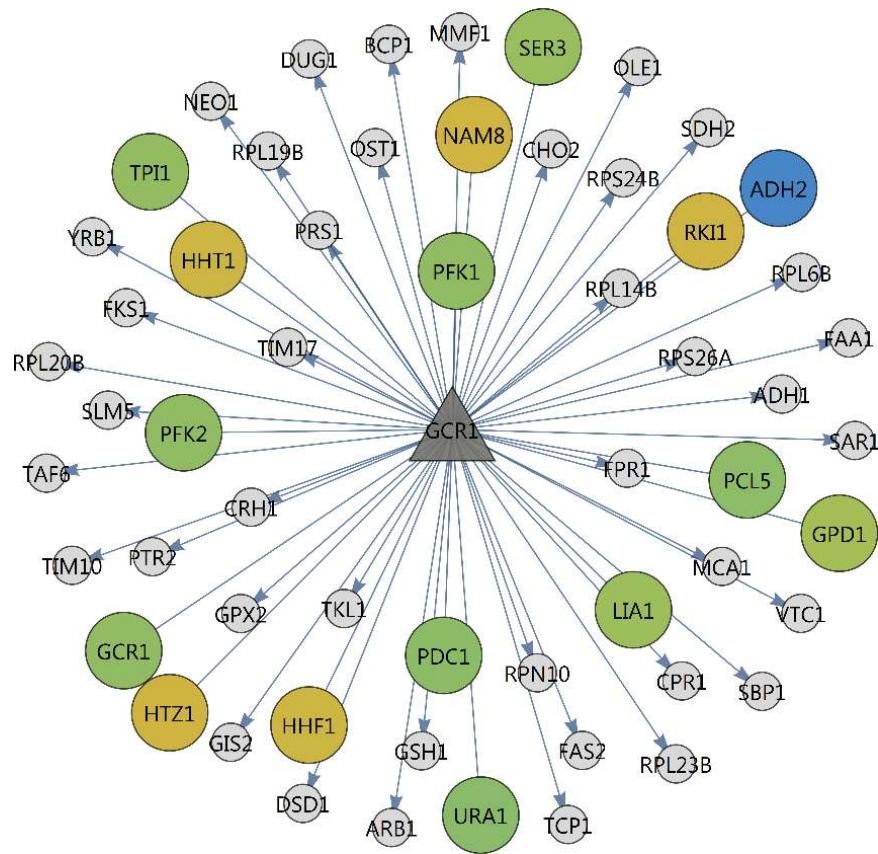 MMF1
BCP1
SER3
DUG1
OLE1
NEO1
SDH2
NAM8
RPL19B
OST1
CHO2
TPI1
RPS24B
ADH2
YRB1
PRS1
RKI1
HHT1
PFK1
RPL6B
FKS1
RPL14B
TIM17
FAA1
RPL20B
RPS26A
ADH1
SLM5
PFK2
GCR1
SAR1
TAF6
FPR1
PCL5
CRH1
GPD1
TIM10
PTR2
MCA1
GPX2
TKL1
LIA1
VTC1
GCR1
PDC1
RPN10
CPR1
SBP1
HTZ1
HHF1
GIS2
GSH1
FAS2
RPL23B
DSD1
URA1
ARB1
TCP1